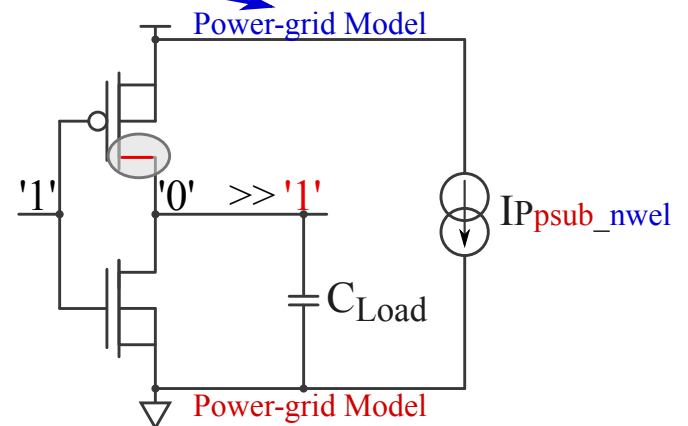 Power-grid Model
'1' '0' >> '1'
IPpsub_nwel
CLoad
Power-grid Model